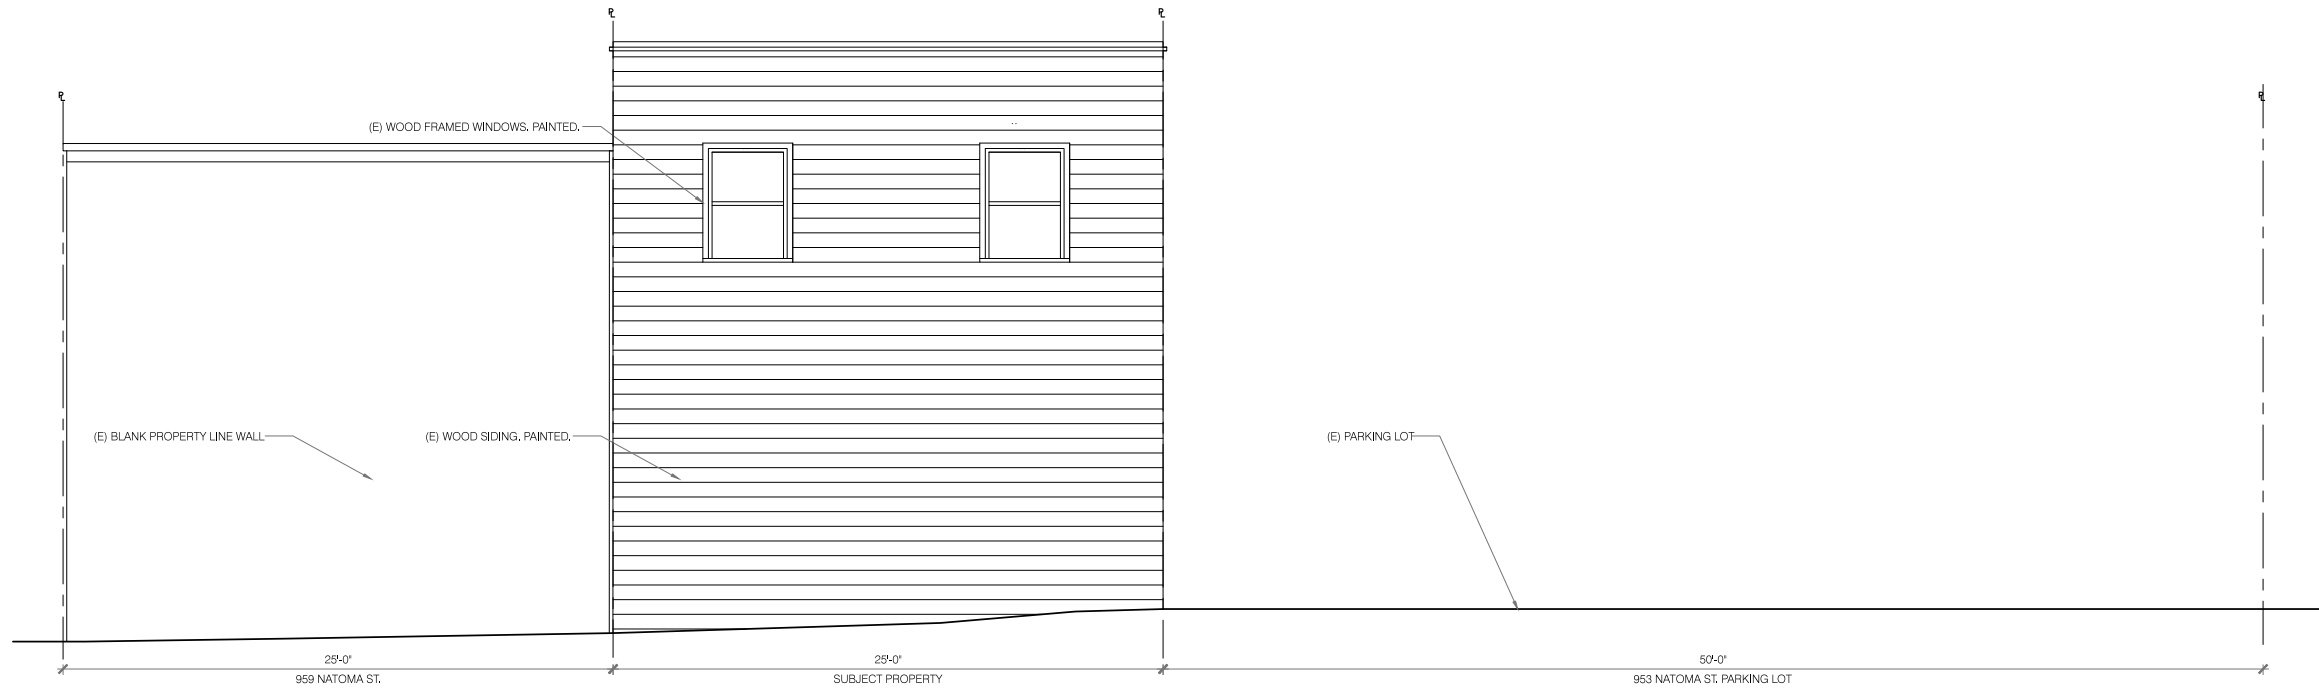 PL
PL
PL
PL
(E) WOOD FRAMED WINDOWS. PAINTED.
(E) BLANK PROPERTY LINE WALL
(E) WOOD SIDING. PAINTED.
(E) PARKING LOT
25'-0"
25'-0"
50'-0"
959 NATOMA ST.
SUBJECT PROPERTY
953 NATOMA ST. PARKING LOT